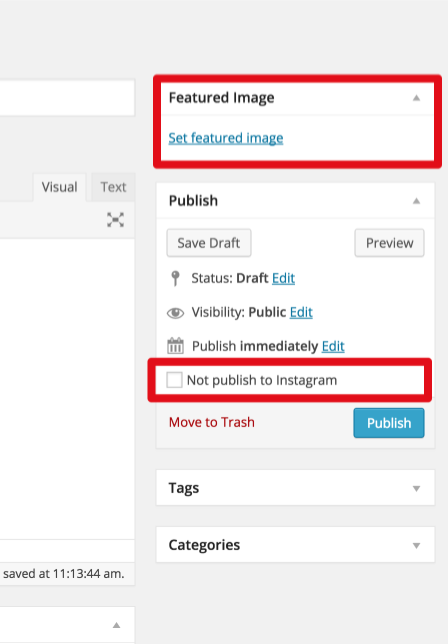 Featured Image
Set featured image
Visual
Text
Publish
Save Draft
Preview
Status: Draft Edit
Visibility: Public Edit
Publish immediately Edit
Not publish to Instagram
Move to Trash
Publish
Tags
Categories
saved at 11:13:44 am.